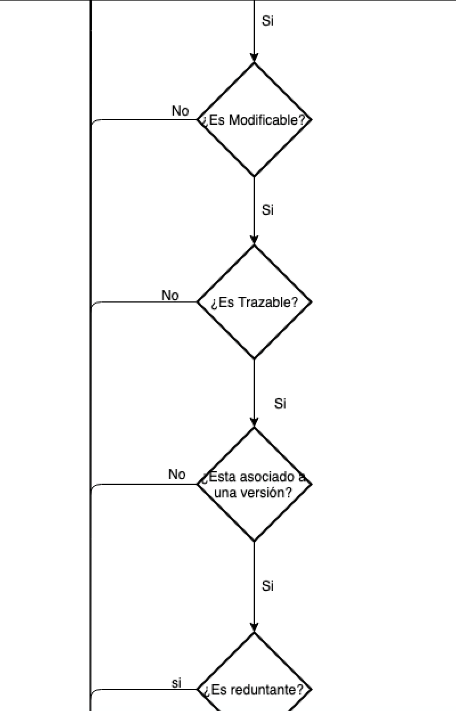 Si
No
¿Es Modificable?
Si
No
¿Es Trazable?
Si
No
¿Esta asociado a
una versión?
Si
si
¿Es reduntante?